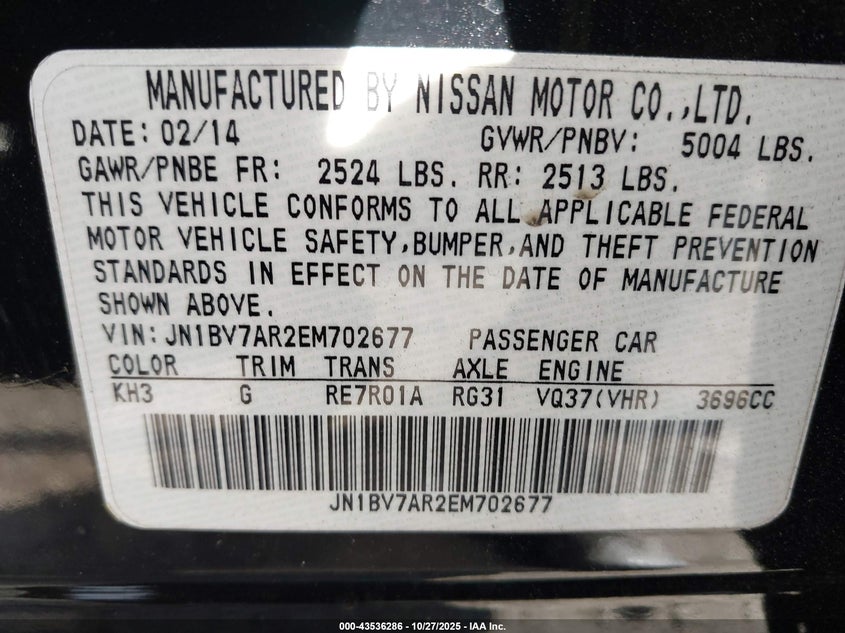 MANUFACTURED BY NISSAN MOTOR CO.,LTD.
DATE: 02/14 GVWR/PNBV: 5004 LBS.
GAWR/PNBE FR: 2524 LBS. RR: 2513 LBS.
THIS VEHICLE CONFORMS TO ALL APPLICABLE FEDERAL
MOTOR VEHICLE SAFETY,BUMPER,AND THEFT PREVENTION
STANDARDS IN EFFECT ON THE DATE OF MANUFACTURE
SHOWN ABOVE.
VIN:JN1BV7AR2EM702677 PASSENGER CAR
COLOR TRIM TRANS AXLE ENGINE
KH3 G RE7R01A RG31 VQ37(VHR) 3696CC
JN1BV7AR2EM702677
000-43536286 - 10/27/2025 - IAA Inc.